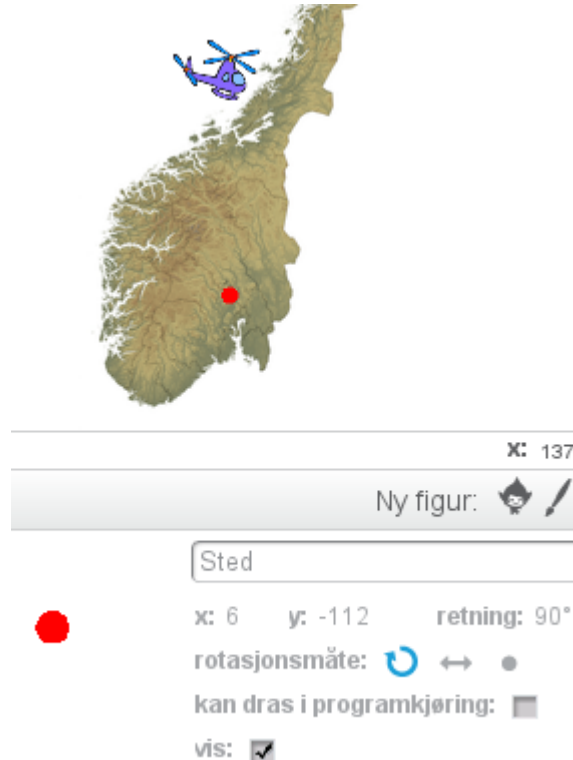 x: 137
Ny figur:
Sted
x: 6 y: -112 retning: 90°
rotasjonsmåte:
kan dras i programkjøring:
vis: